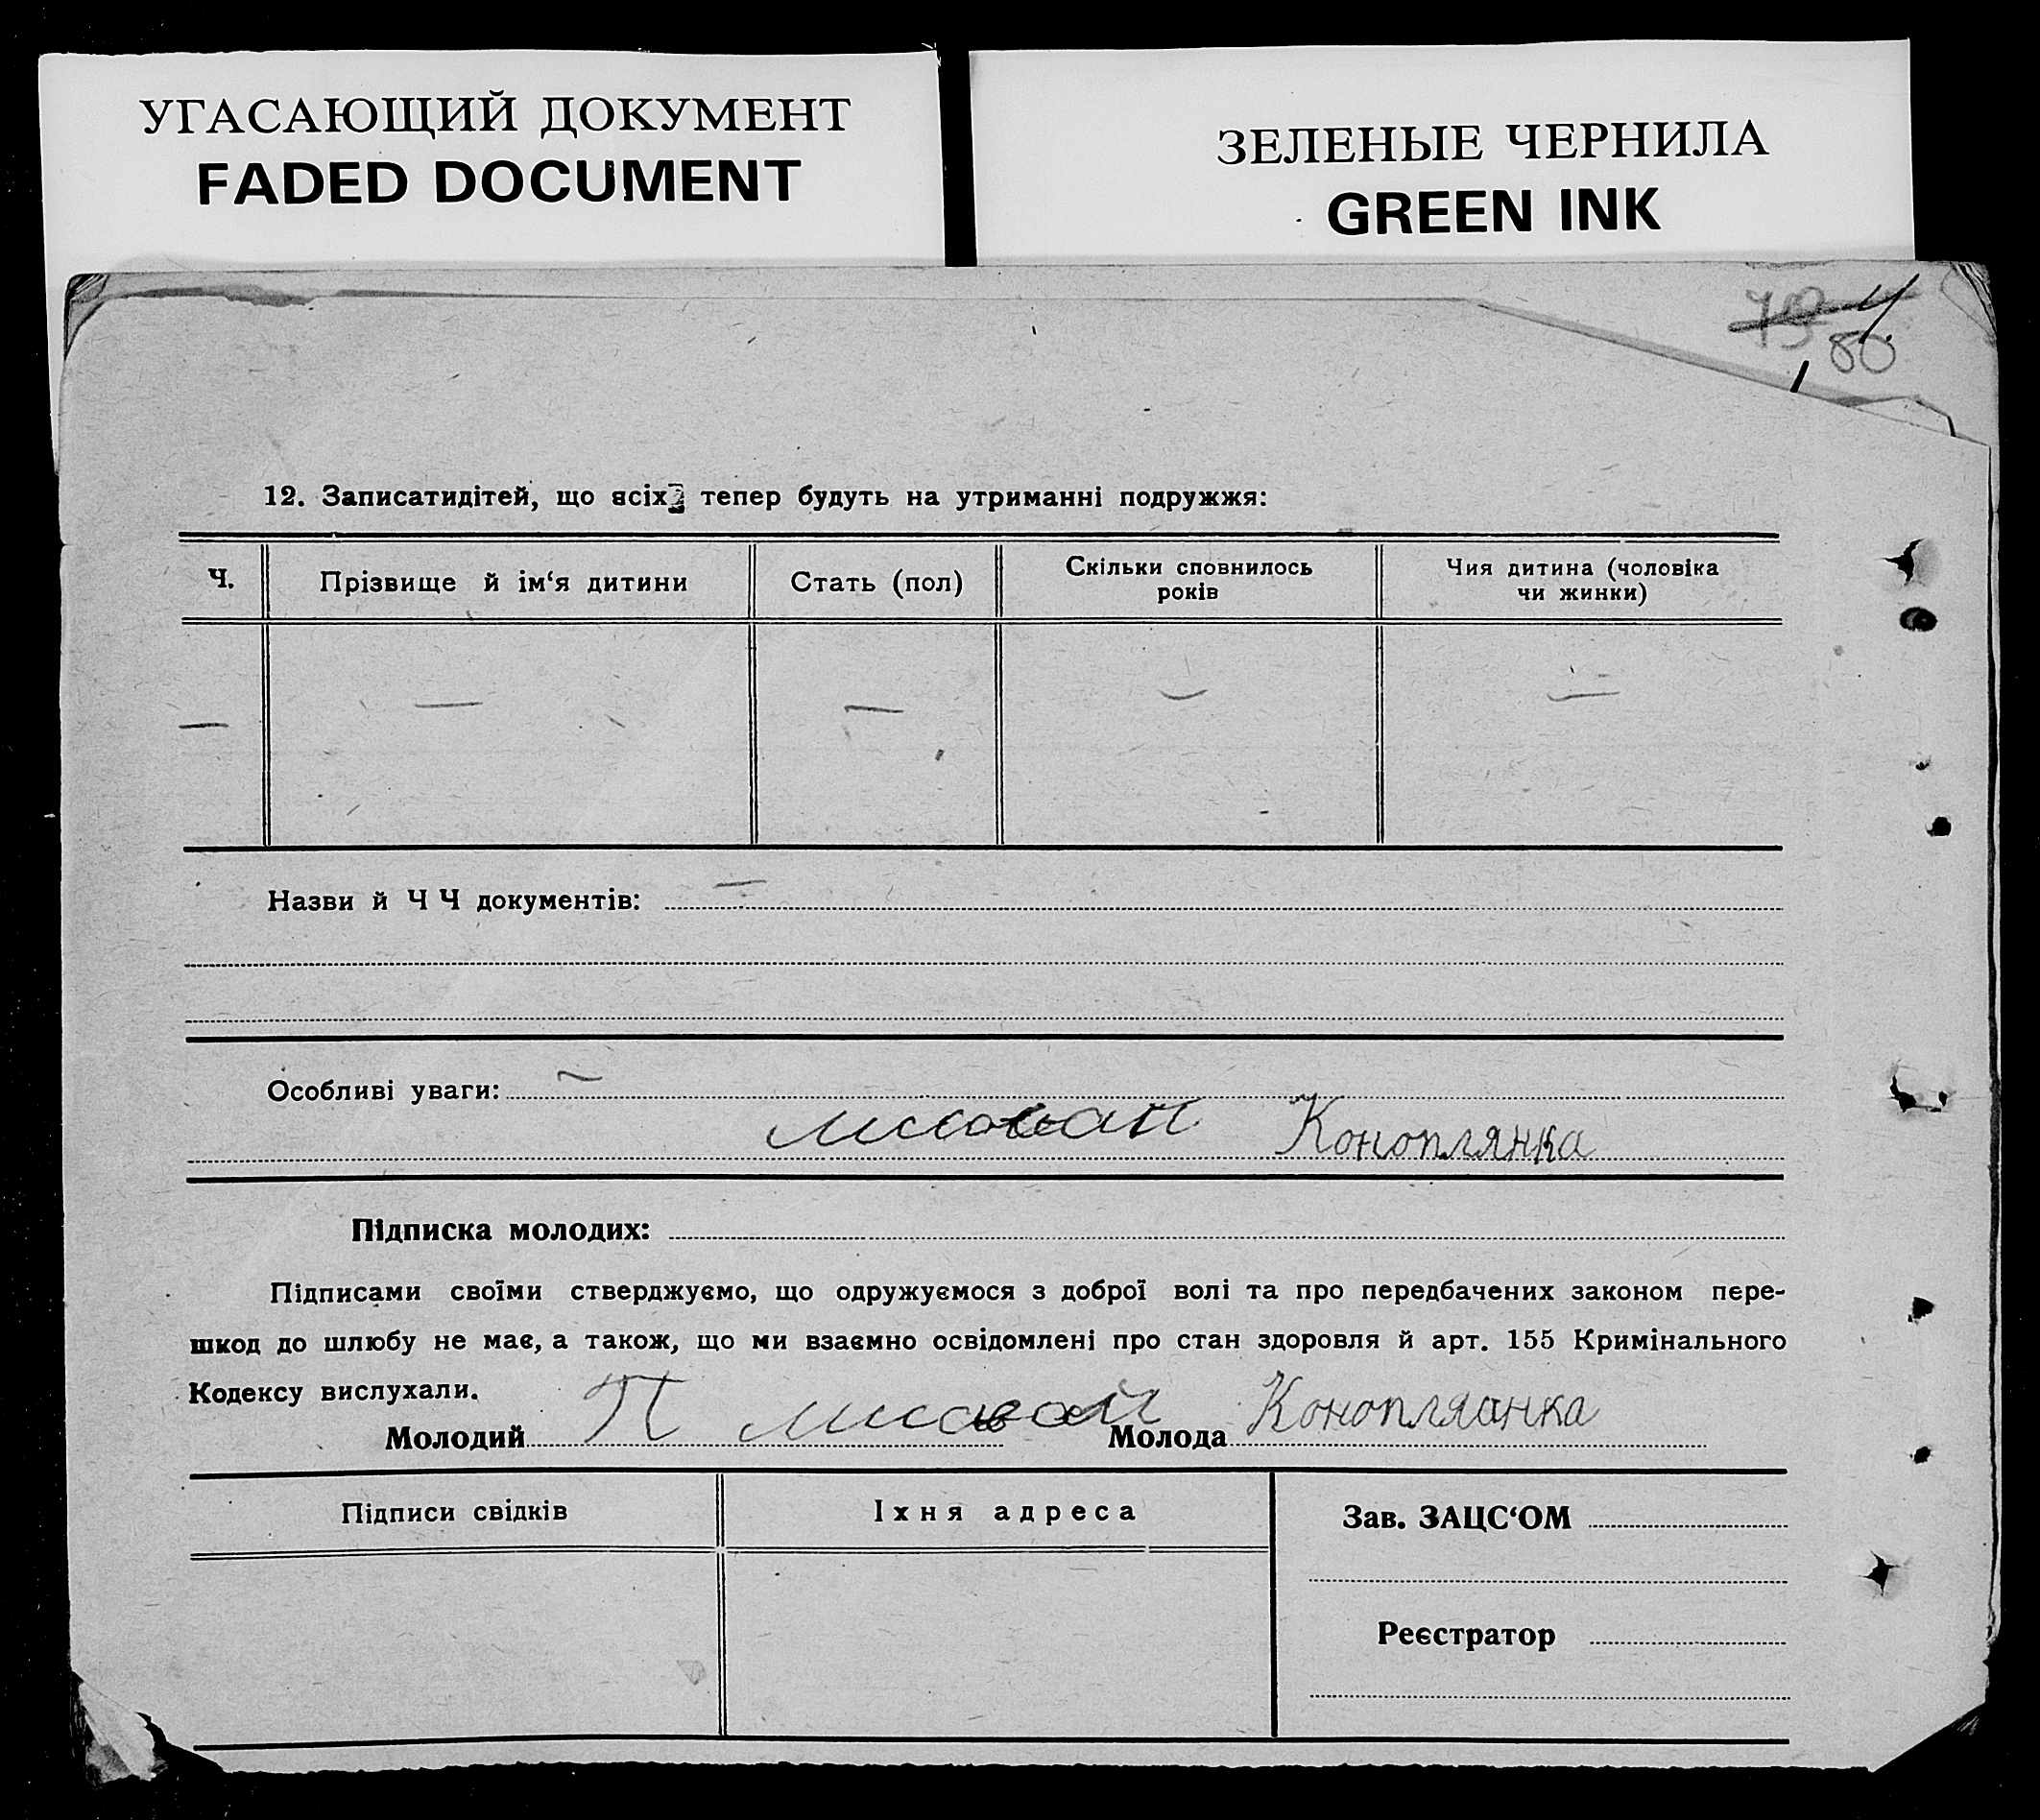 УГАСАЮЩИЙ ДОКУМЕНТ
FADED DOCUMENT
ЗЕЛЕНЫЕ ЧЕРНИЛА
GREEN INK
80
12. Записатидітей, що всіх тепер будуть на утриманні подружжя:
Ч.
Прізвище й ім‘я дитини
Стать (пол)
Скільки сповнилось
років
Чия дитина (чоловіка
чи жинки)
— — — — —
Назви й ЧЧ документів: —
Особливі уваги: —
Коноплянка
Підписка молодих:
Підписами своїми стверджуємо, що одружуємося з доброї волі та про передбачених законом пере-
шкод до шлюбу не має, а також, що ми взаємно освідомлені про стан здоровля й арт. 155 Кримінального
Кодексу вислухали.
Молодий П Молода Коноплянка
Підписи свідків
Іхня адреса
Зав. ЗАЦС‘ОМ
Реєстратор